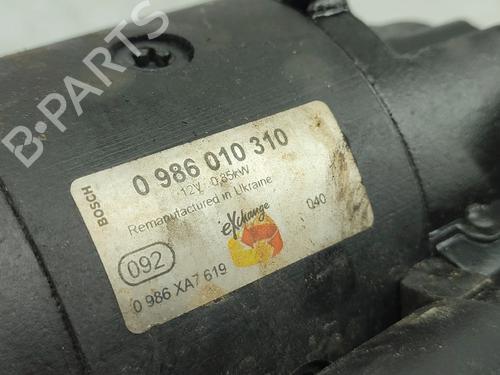 B-PARTS
BOSCH
0 986 010 310
12V 0,85kW
Remanufactured in Ukraine
eXchange
040
092
0 986 XA7 619